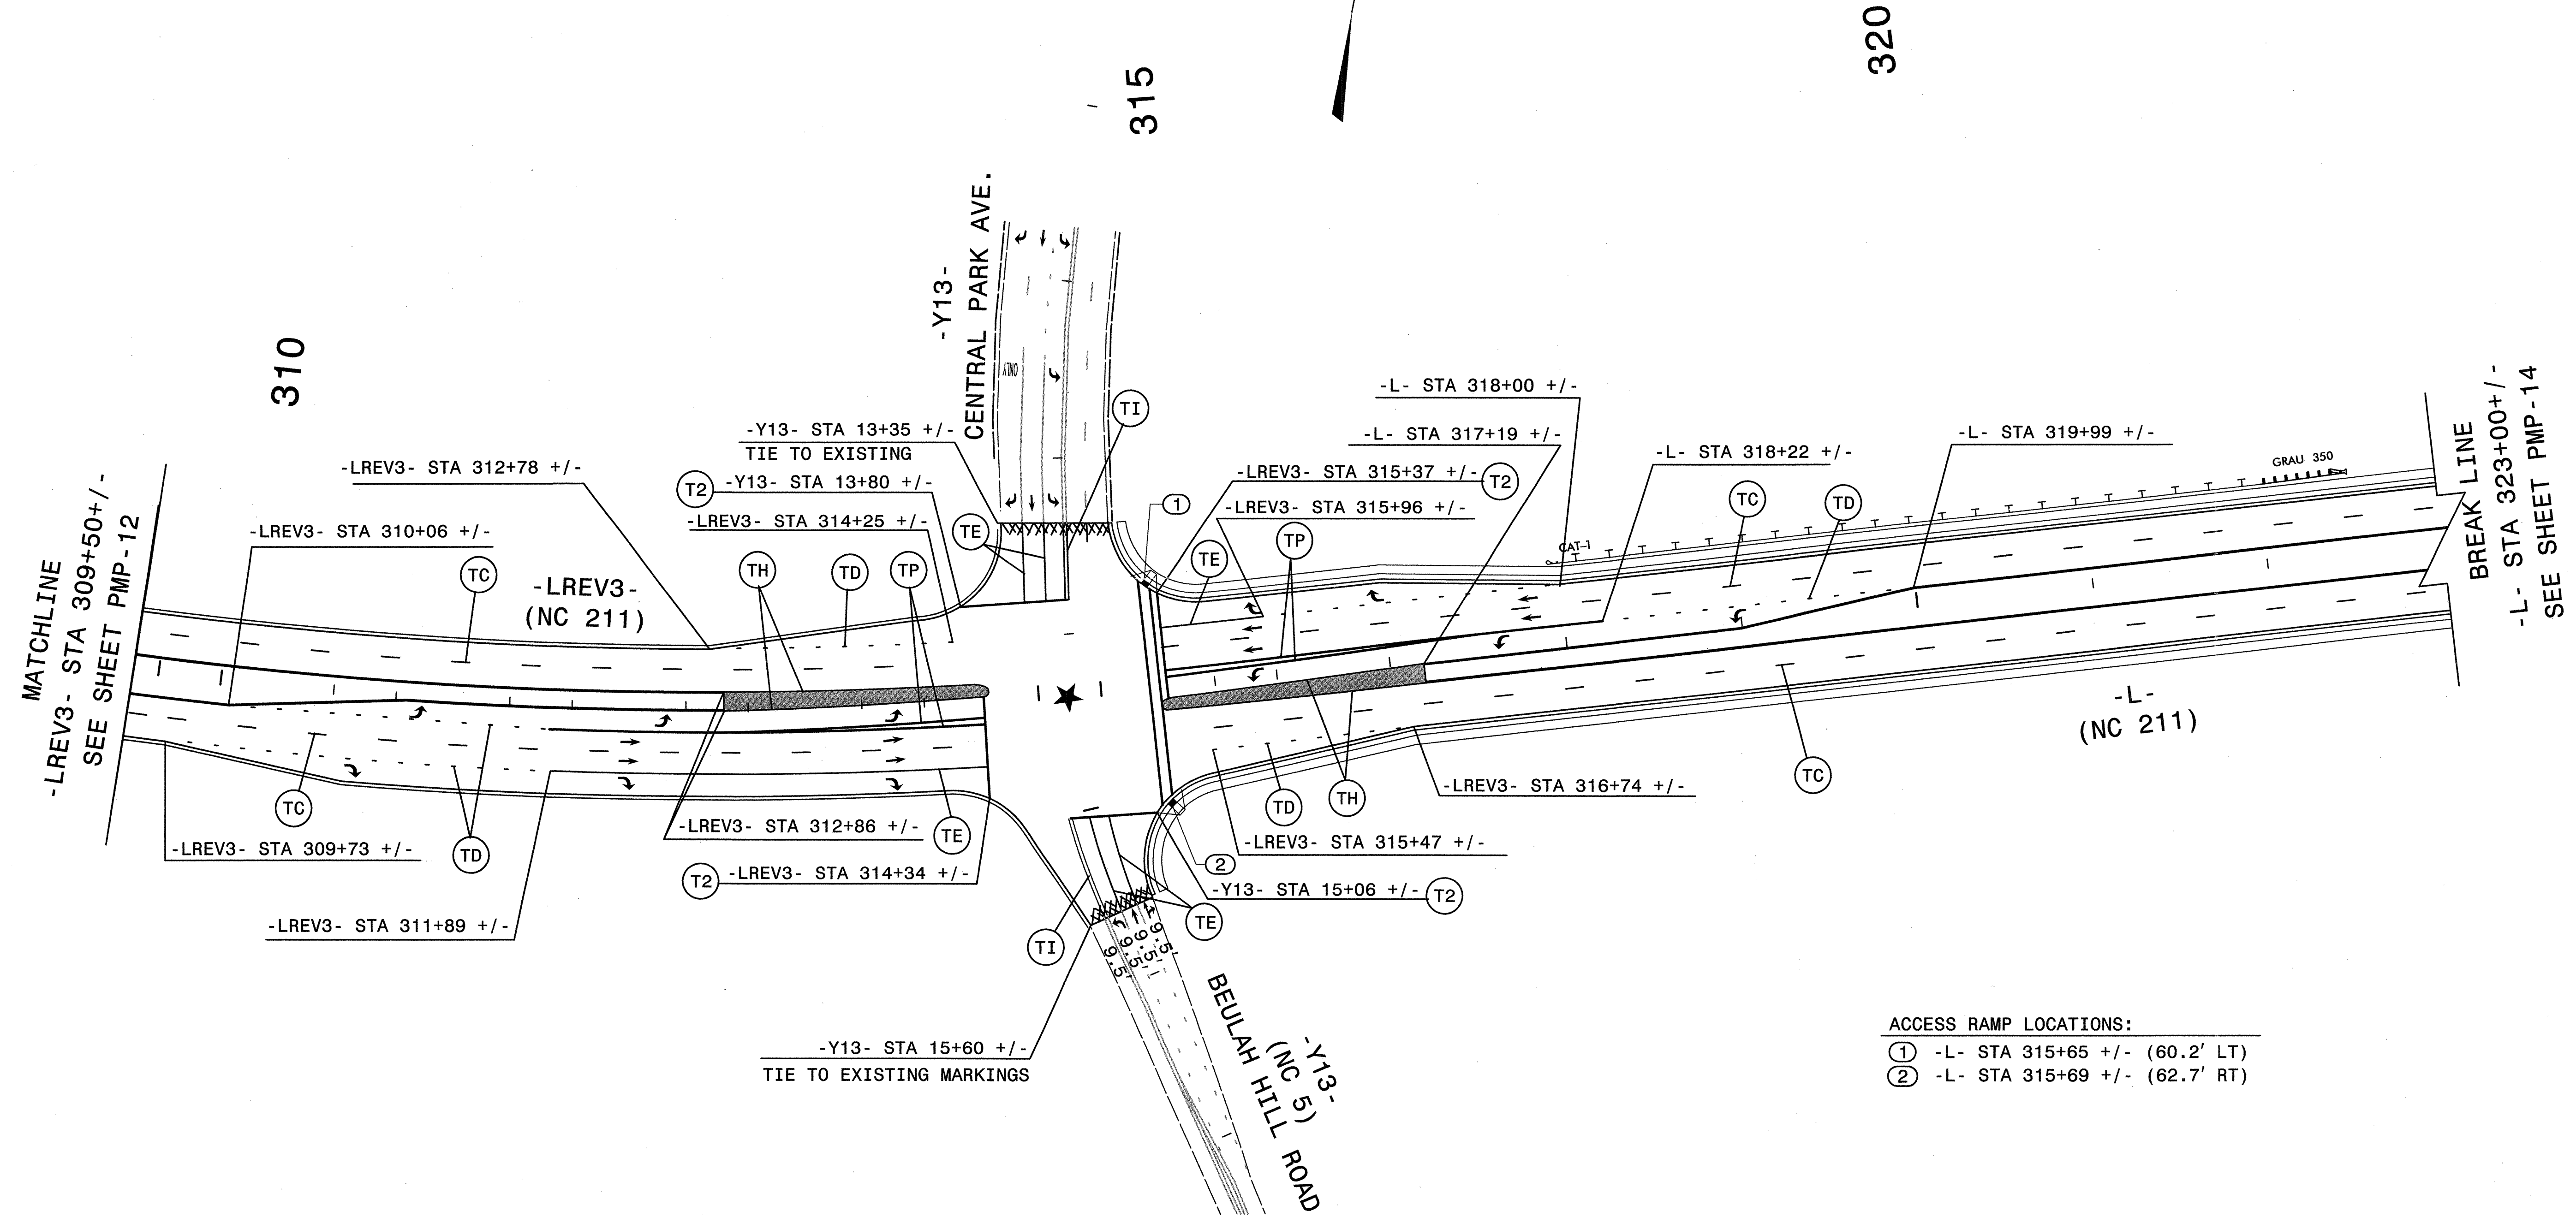 320
315
310
-Y13-
CENTRAL PARK AVE.
ONLY
TI
-Y13- STA 13+35 +/-
TIE TO EXISTING
T2 -Y13- STA 13+80 +/-
-LREV3- STA 314+25 +/-
-LREV3- STA 312+78 +/-
-LREV3- STA 310+06 +/-
TC
-LREV3-
(NC 211)
TH
TD
TP
TE
MATCHLINE
-LREV3- STA 309+50+/-
SEE SHEET PMP-12
1
-L- STA 318+00 +/-
-L- STA 317+19 +/-
-LREV3- STA 315+37 +/- T2
-LREV3- STA 315+96 +/-
TE
TP
-L- STA 318+22 +/-
-L- STA 319+99 +/-
TC
TD
CAT-1
GRAU 350
BREAK LINE
-L- STA 323+00+/-
SEE SHEET PMP-14
-L-
(NC 211)
TC
TC
-LREV3- STA 309+73 +/-
TD
-LREV3- STA 312+86 +/-
TE
T2 -LREV3- STA 314+34 +/-
-LREV3- STA 311+89 +/-
TD
TH
-LREV3- STA 316+74 +/-
-LREV3- STA 315+47 +/-
2
-Y13- STA 15+06 +/- T2
TE
TI
9.5'
9.5'
9.5'
9.5'
-Y13- STA 15+60 +/-
TIE TO EXISTING MARKINGS
-Y13-
(NC 5)
BEULAH HILL ROAD
ACCESS RAMP LOCATIONS:
1 -L- STA 315+65 +/- (60.2' LT)
2 -L- STA 315+69 +/- (62.7' RT)